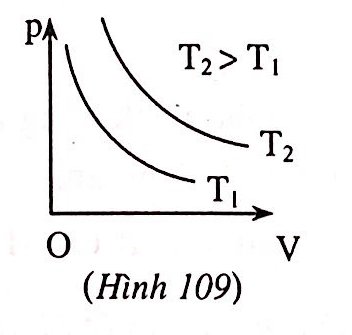 p
T₂ > T₁
T₂
T₁
O
V
(Hình 109)